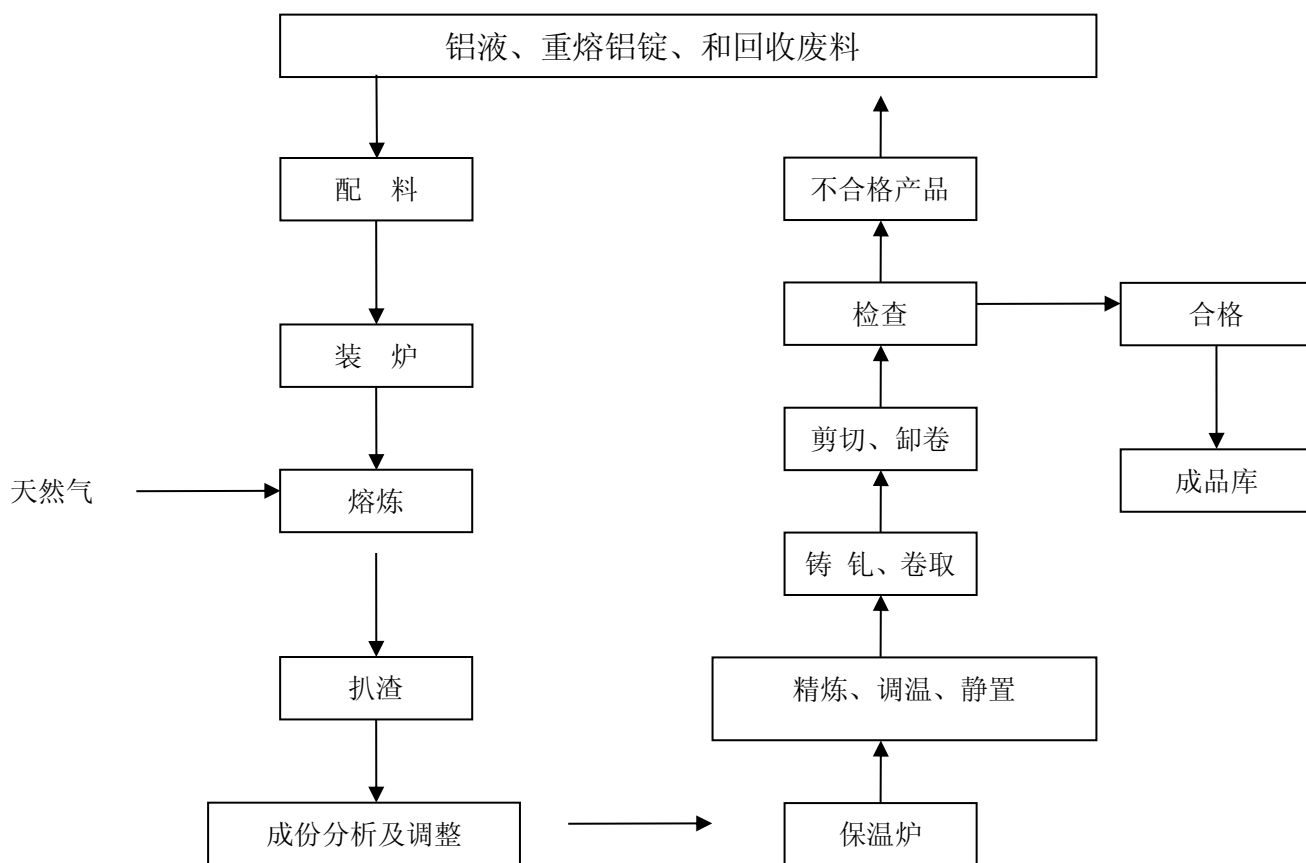 铝液、重熔铝锭、和回收废料
配 料
不合格产品
装 炉
检查
合格
天然气
熔炼
剪切、缷卷
成品库
铸 钆、卷取
扒渣
精炼、调温、静置
成份分析及调整
保温炉